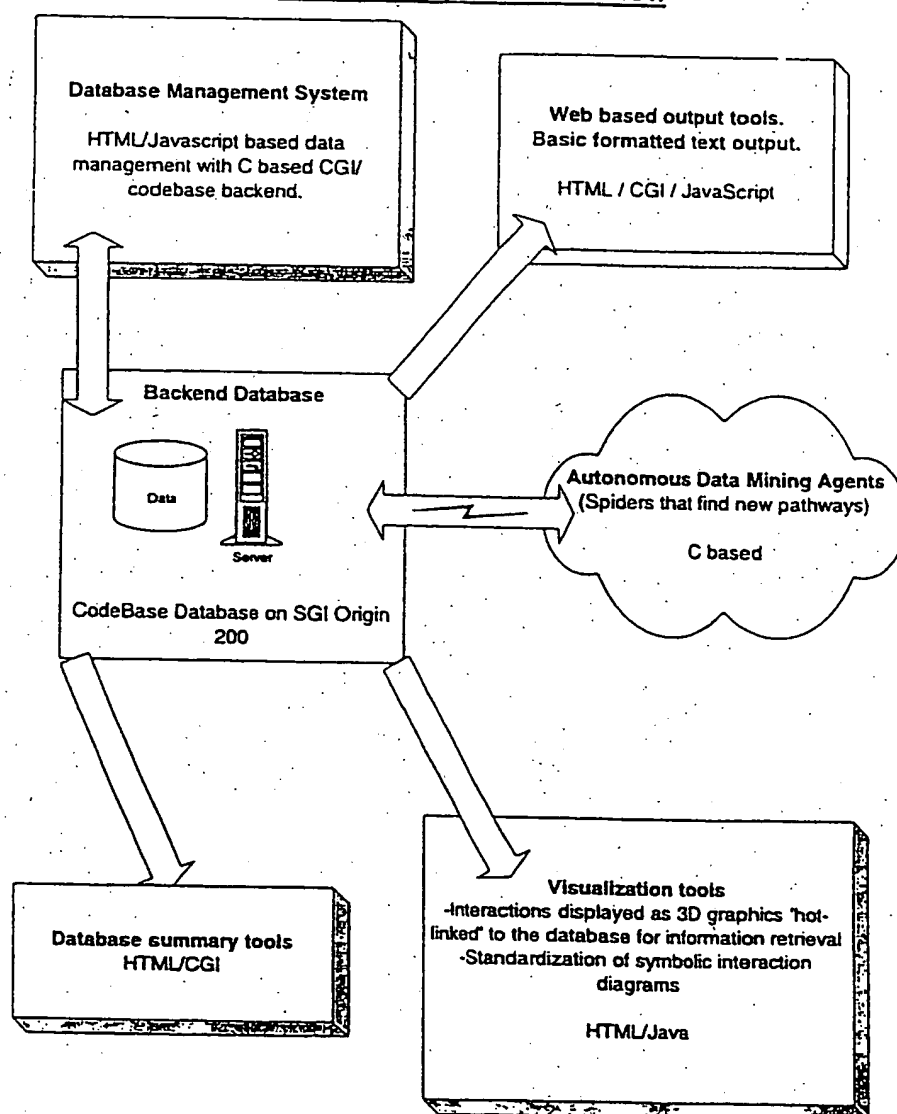 Database Management System
HTML/Javascript based data
management with C based CGI/
codebase backend.
Web based output tools.
Basic formatted text output.
HTML / CGI / JavaScript
Backend Database
Data
Server
CodeBase Database on SGI Origin
200
Autonomous Data Mining Agents
(Spiders that find new pathways)
C based
Database summary tools
HTML/CGI
Visualization tools
-Interactions displayed as 3D graphics "hot-
linked" to the database for information retrieval
-Standardization of symbolic interaction
diagrams
HTML/Java